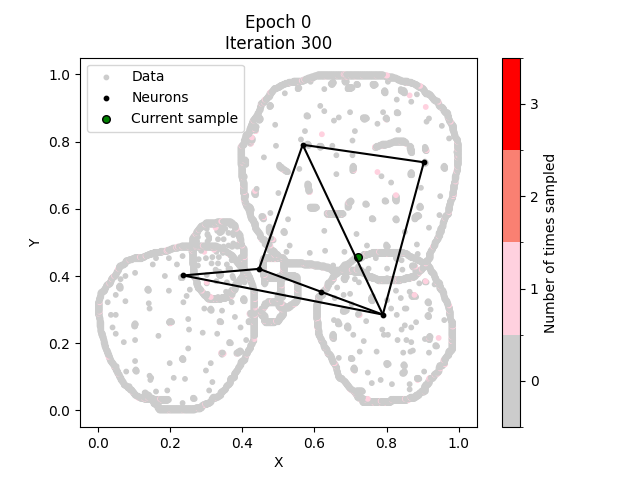 Epoch 0
Iteration 300
Data
Neurons
Current sample
1.0
0.8
0.6
0.4
0.2
0.0
Y
0.0 0.2 0.4 0.6 0.8 1.0
X
3
2
1
0
Number of times sampled